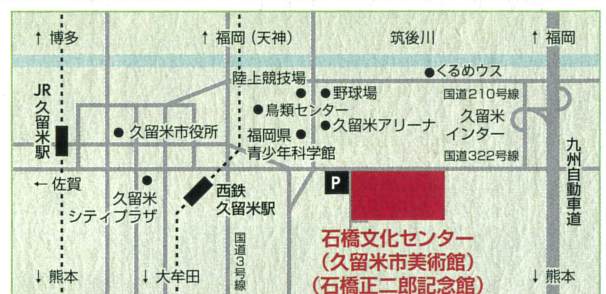 ↑ 博多
↑ 福岡 (天神)
筑後川
↑ 福岡
くるめウス
陸上競技場
野球場
国道210号線
JR
久留米駅
鳥類センター
久留米アリーナ
久留米
インター
久留米市役所
福岡県
青少年科学館
国道322号線
← 佐賀
P
九州自動車道
久留米
シティプラザ
西鉄
久留米駅
国道3号線
石橋文化センター
(久留米市美術館)
(石橋正二郎記念館)
↓ 熊本
↓ 大牟田
↓ 熊本